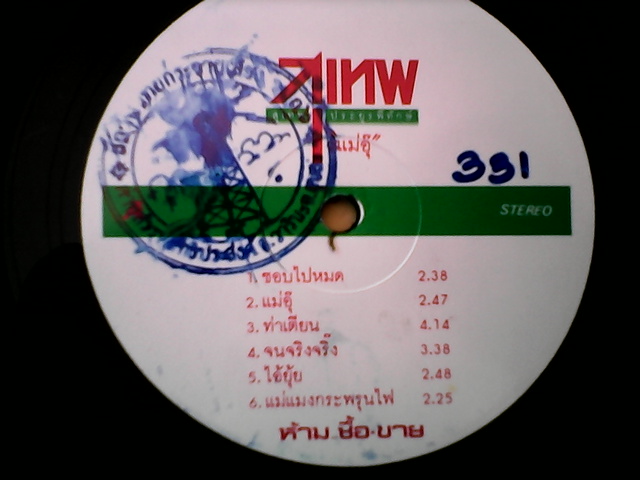 สุเทพ
"แม่อุ๊"
331
STEREO
1. ชอบไปหมด 2.38
2. แม่อุ๊ 2.47
3. ท่าเตียน 4.14
4. จนจริงจริ๊ง 3.38
5. ไอ้ยุ้ย 2.48
6. แม่แมงกระพรุนไฟ 2.25
ห้าม ซื้อ-ขาย